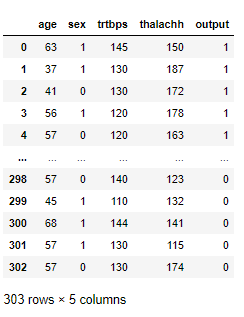 age sex trtbps thalachh output
0 63 1 145 150 1
1 37 1 130 187 1
2 41 0 130 172 1
3 56 1 120 178 1
4 57 0 120 163 1
... ... ... ... ... ...
298 57 0 140 123 0
299 45 1 110 132 0
300 68 1 144 141 0
301 57 1 130 115 0
302 57 0 130 174 0
303 rows × 5 columns